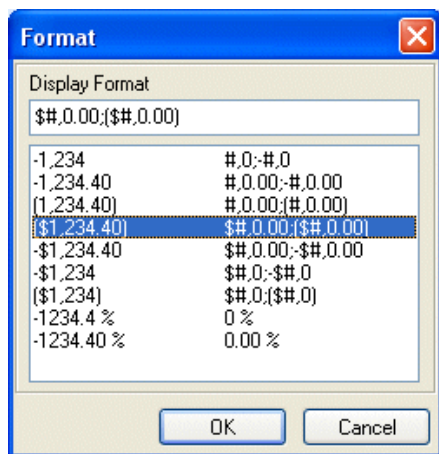 Format
Display Format
$#,0.00;($#,0.00)
-1,234 #,0;-#,0
-1,234.40 #,0.00;-#,0.00
(1,234.40) #,0.00;(#,0.00)
($1,234.40) $#,0.00;($#,0.00)
-$1,234.40 $#,0.00;-$#,0.00
-$1,234 $#,0;-$#,0
($1,234) $#,0;($#,0)
-1234.4 % 0 %
-1234.40 % 0.00 %
OK Cancel